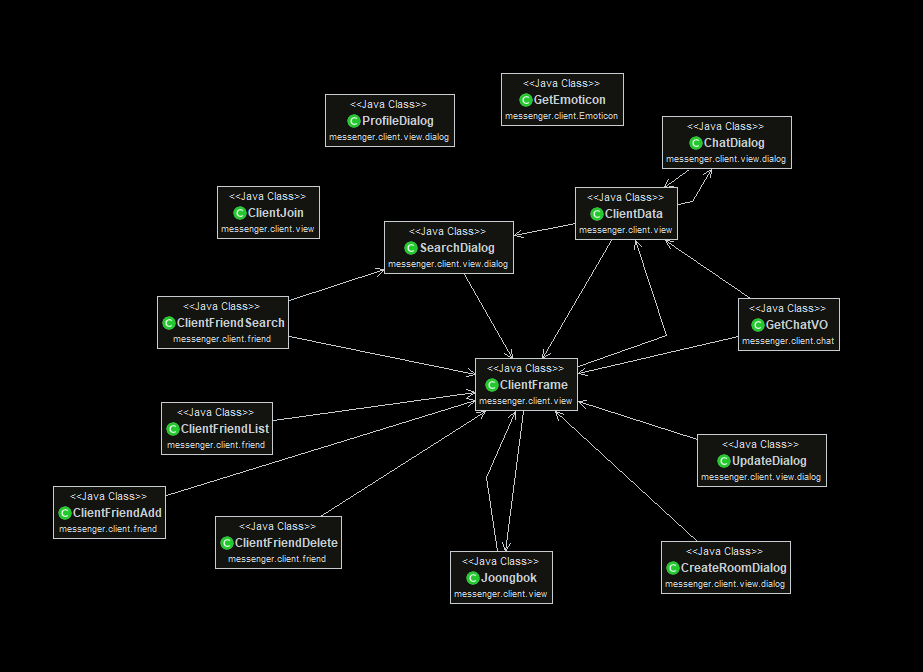 <<Java Class>>
GetEmoticon
messenger.client.Emoticon
<<Java Class>>
ProfileDialog
messenger.client.view.dialog
<<Java Class>>
ChatDialog
messenger.client.view.dialog
<<Java Class>>
ClientJoin
messenger.client.view
<<Java Class>>
ClientData
messenger.client.view
<<Java Class>>
SearchDialog
messenger.client.view.dialog
<<Java Class>>
ClientFriendSearch
messenger.client.friend
<<Java Class>>
GetChatVO
messenger.client.chat
<<Java Class>>
ClientFrame
messenger.client.view
<<Java Class>>
ClientFriendList
messenger.client.friend
<<Java Class>>
UpdateDialog
messenger.client.view.dialog
<<Java Class>>
ClientFriendAdd
messenger.client.friend
<<Java Class>>
ClientFriendDelete
messenger.client.friend
<<Java Class>>
Joongbok
messenger.client.view
<<Java Class>>
CreateRoomDialog
messenger.client.view.dialog